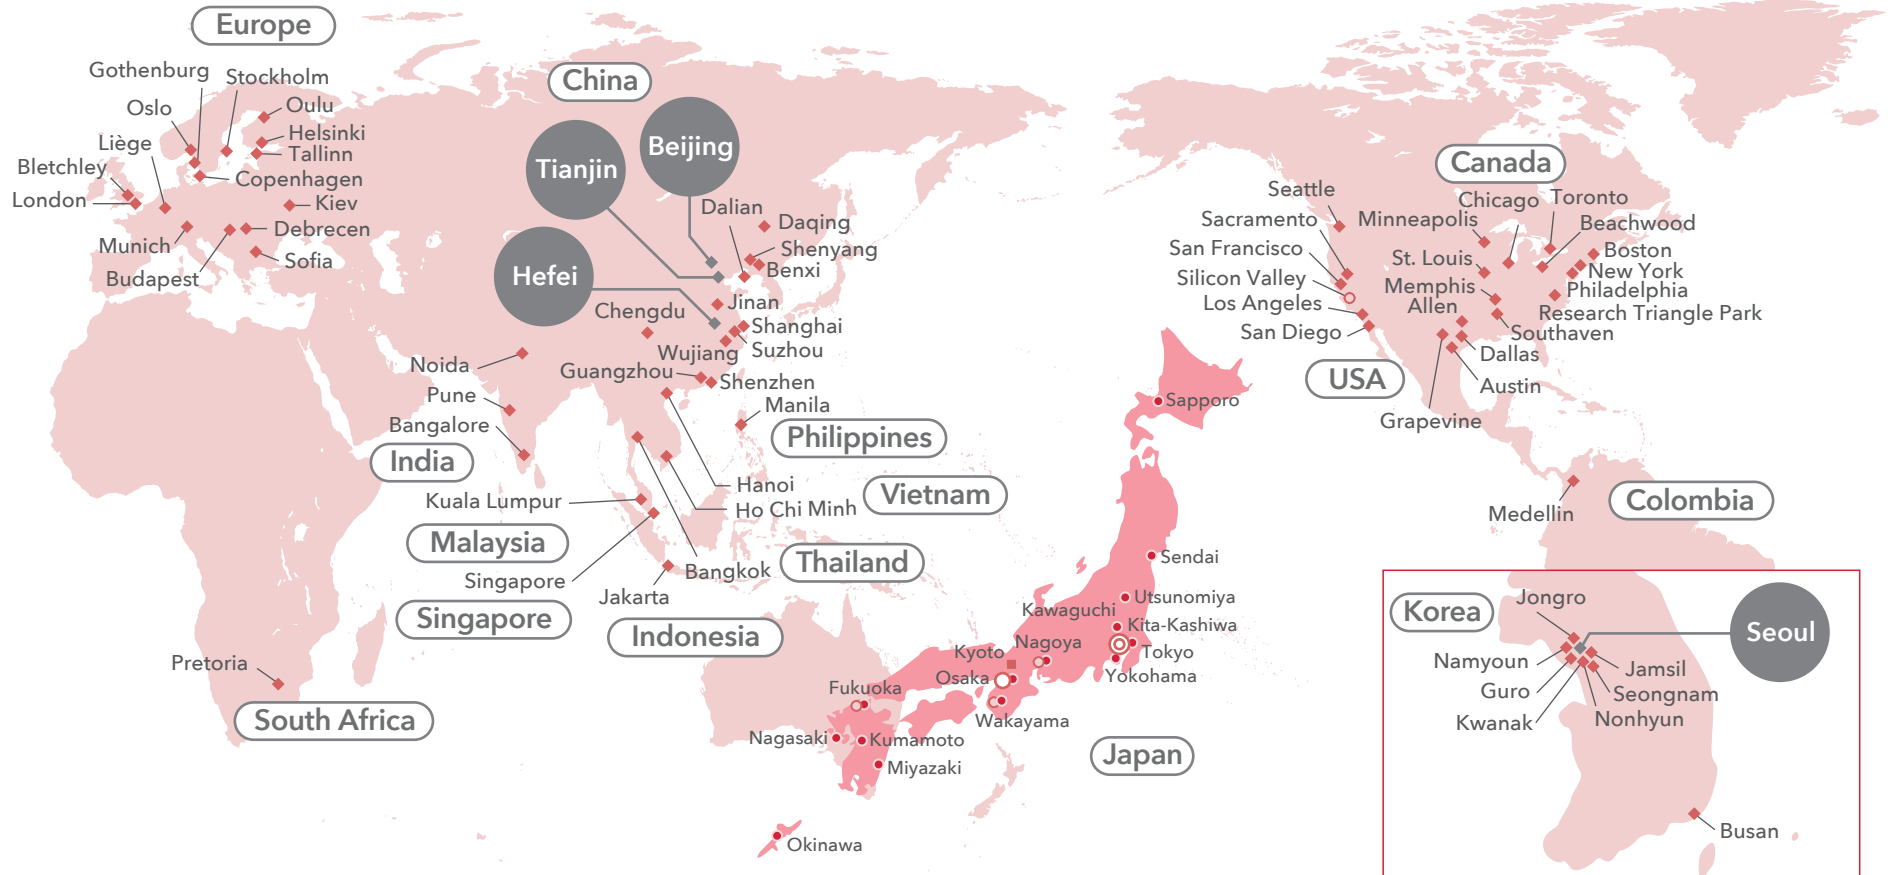 Europe
Gothenburg
Stockholm
Oslo
Oulu
Liège
Helsinki
Tallinn
Bletchley
Copenhagen
London
Kiev
Debrecen
Munich
Sofia
Budapest
China
Beijing
Tianjin
Hefei
Dalian
Daqing
Shenyang
Benxi
Jinan
Chengdu
Shanghai
Suzhou
Wujiang
Guangzhou
Shenzhen
Noida
Pune
Bangalore
India
Manila
Philippines
Hanoi
Vietnam
Ho Chi Minh
Kuala Lumpur
Malaysia
Thailand
Bangkok
Singapore
Singapore
Jakarta
Indonesia
Pretoria
South Africa
Sapporo
Sendai
Utsunomiya
Kawaguchi
Kita-Kashiwa
Nagoya
Tokyo
Kyoto
Yokohama
Osaka
Fukuoka
Wakayama
Nagasaki
Kumamoto
Miyazaki
Japan
Okinawa
Canada
Seattle
Chicago
Toronto
Sacramento
Minneapolis
Beachwood
San Francisco
St. Louis
Boston
Silicon Valley
New York
Memphis
Philadelphia
Los Angeles
Allen
Research Triangle Park
San Diego
Southaven
Dallas
USA
Austin
Grapevine
Medellin
Colombia
Korea
Jongro
Seoul
Namyoun
Jamsil
Guro
Seongnam
Kwanak
Nonhyun
Busan